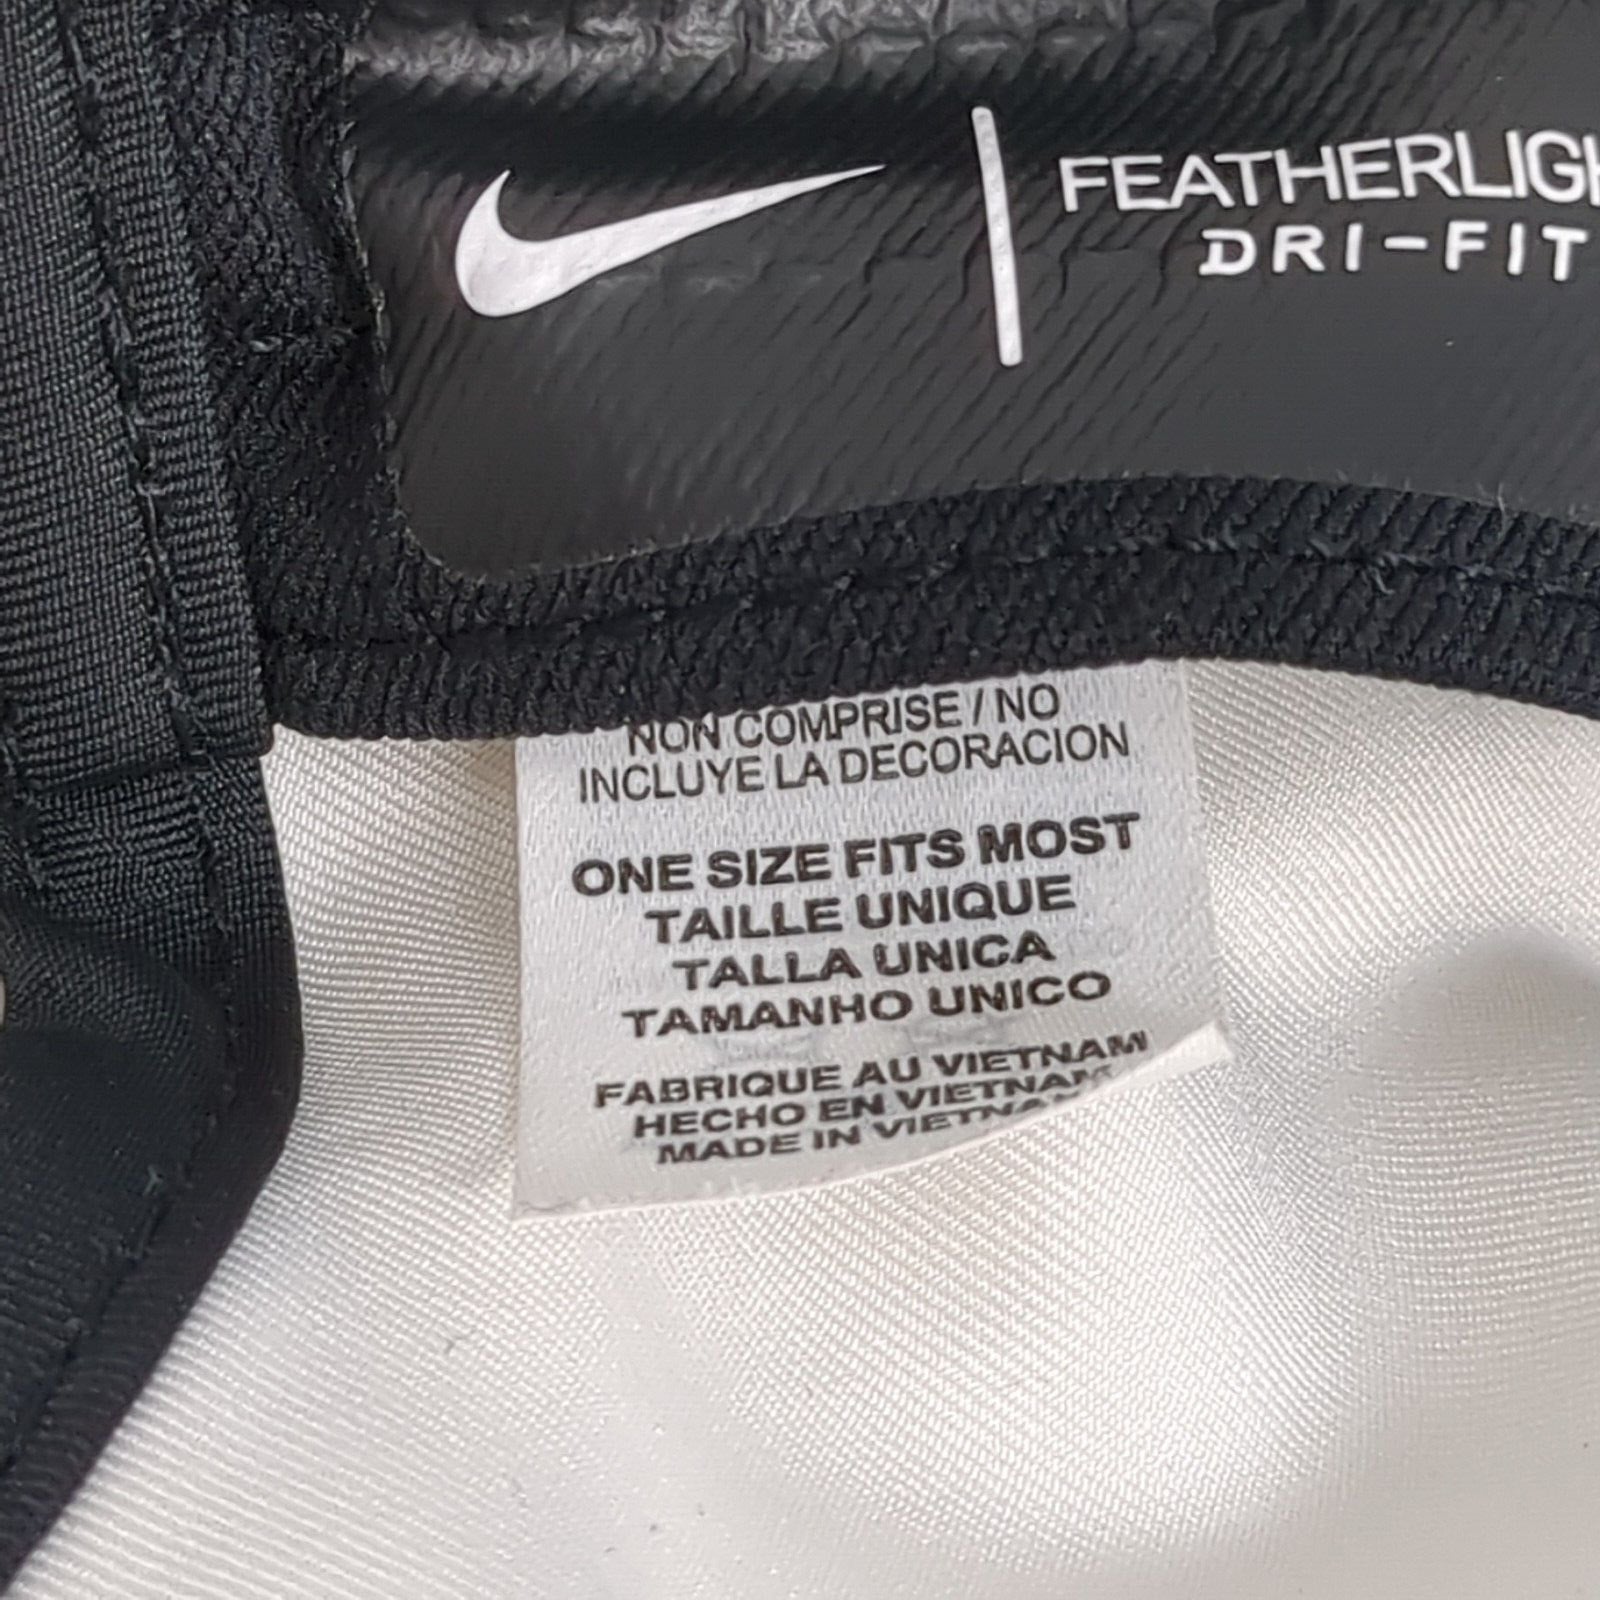 FEATHERLIGH
DRI-FIT
NON COMPRISE / NO
INCLUYE LA DECORACION
ONE SIZE FITS MOST
TAILLE UNIQUE
TALLA UNICA
TAMANHO UNICO
FABRIQUE AU VIETNAM
HECHO EN VIETNAM
MADE IN VIETNAM